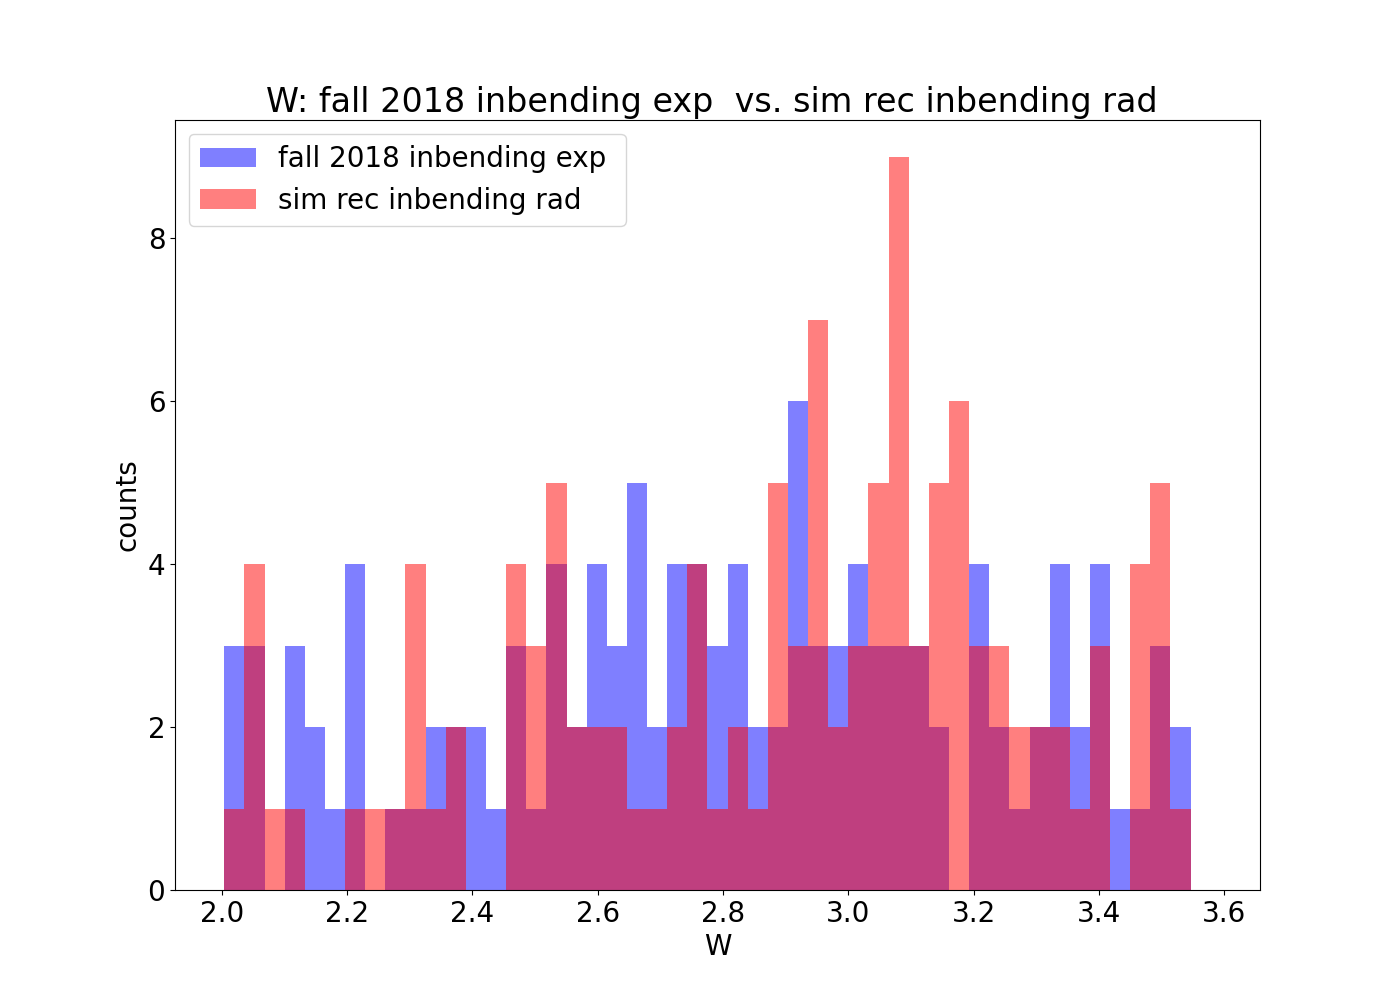 W: fall 2018 inbending exp  vs. sim rec inbending rad
fall 2018 inbending exp
sim rec inbending rad
8
6
4
2
0
counts
2.0 2.2 2.4 2.6 2.8 3.0 3.2 3.4 3.6
W